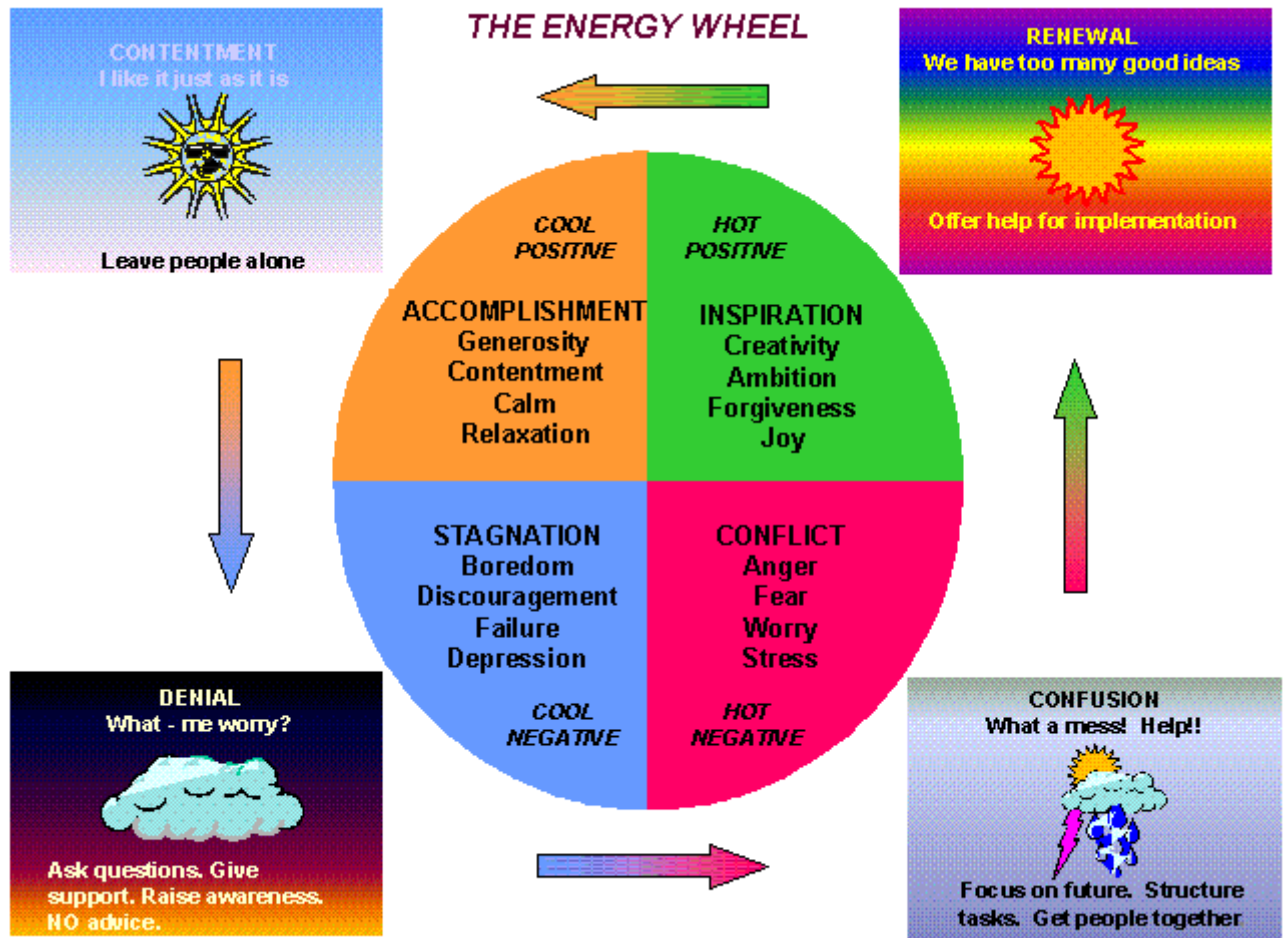 THE ENERGY WHEEL
CONTENTMENT
I like it just as it is
Leave people alone
RENEWAL
We have too many good ideas
Offer help for implementation
COOL
POSITIVE
HOT
POSITIVE
ACCOMPLISHMENT
Generosity
Contentment
Calm
Relaxation
INSPIRATION
Creativity
Ambition
Forgiveness
Joy
STAGNATION
Boredom
Discouragement
Failure
Depression
CONFLICT
Anger
Fear
Worry
Stress
COOL
NEGATIVE
HOT
NEGATIVE
DENIAL
What - me worry?
Ask questions. Give
support. Raise awareness.
NO advice.
CONFUSION
What a mess! Help!!
Focus on future. Structure
tasks. Get people together